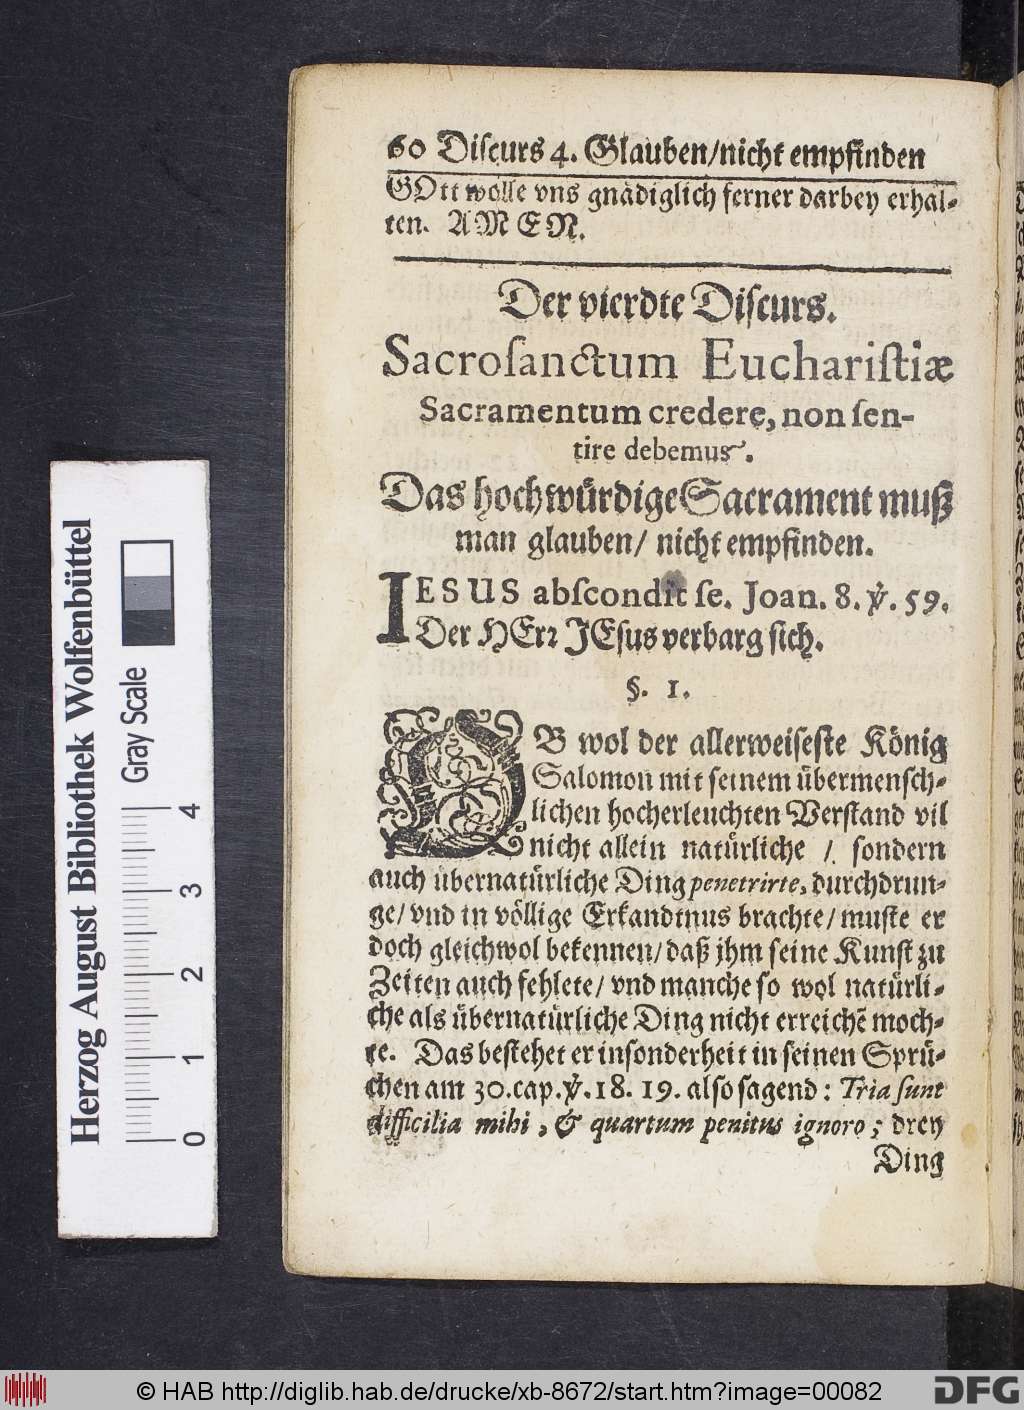 60 Diſcurs 4. Glauben/nicht empfinden
GOtt wolle vns gnädiglich ferner darbey erhal-
ten. AMEN.
Der vierdte Diſcurs.
Sacroſanctum Euchariſtiæ
Sacramentum credere, non ſen-
tire debemus.
Das hochwürdige Sacrament muß
man glauben/ nicht empfinden.
IESUS abſcondit ſe. Joan. 8. ℣. 59.
Der HErꝛ JEſus verbarg ſich.
§. 1.
OB wol der allerweiſeſte König
Salomon mit ſeinem übermenſch-
lichen hocherleuchten Verſtand vil
nicht allein natürliche / ſondern
auch übernatürliche Ding penetrirte, durchdrun-
ge/ vnd in völlige Erkandtnus brachte/ muſte er
doch gleichwol bekennen/ daß jhm ſeine Kunſt zu
Zeiten auch fehlete/ vnd manche ſo wol natürli-
che als übernatürliche Ding nicht erreichẽ moch-
te. Das beſtehet er inſonderheit in ſeinen Sprü-
chen am 30. cap. ℣. 18. 19. alſo ſagend: Tria ſunt
difficilia mihi, & quartum penitus ignoro; drey
Ding
Herzog August Bibliothek Wolfenbüttel
Gray Scale
0 1 2 3 4
© HAB http://diglib.hab.de/drucke/xb-8672/start.htm?image=00082
DFG